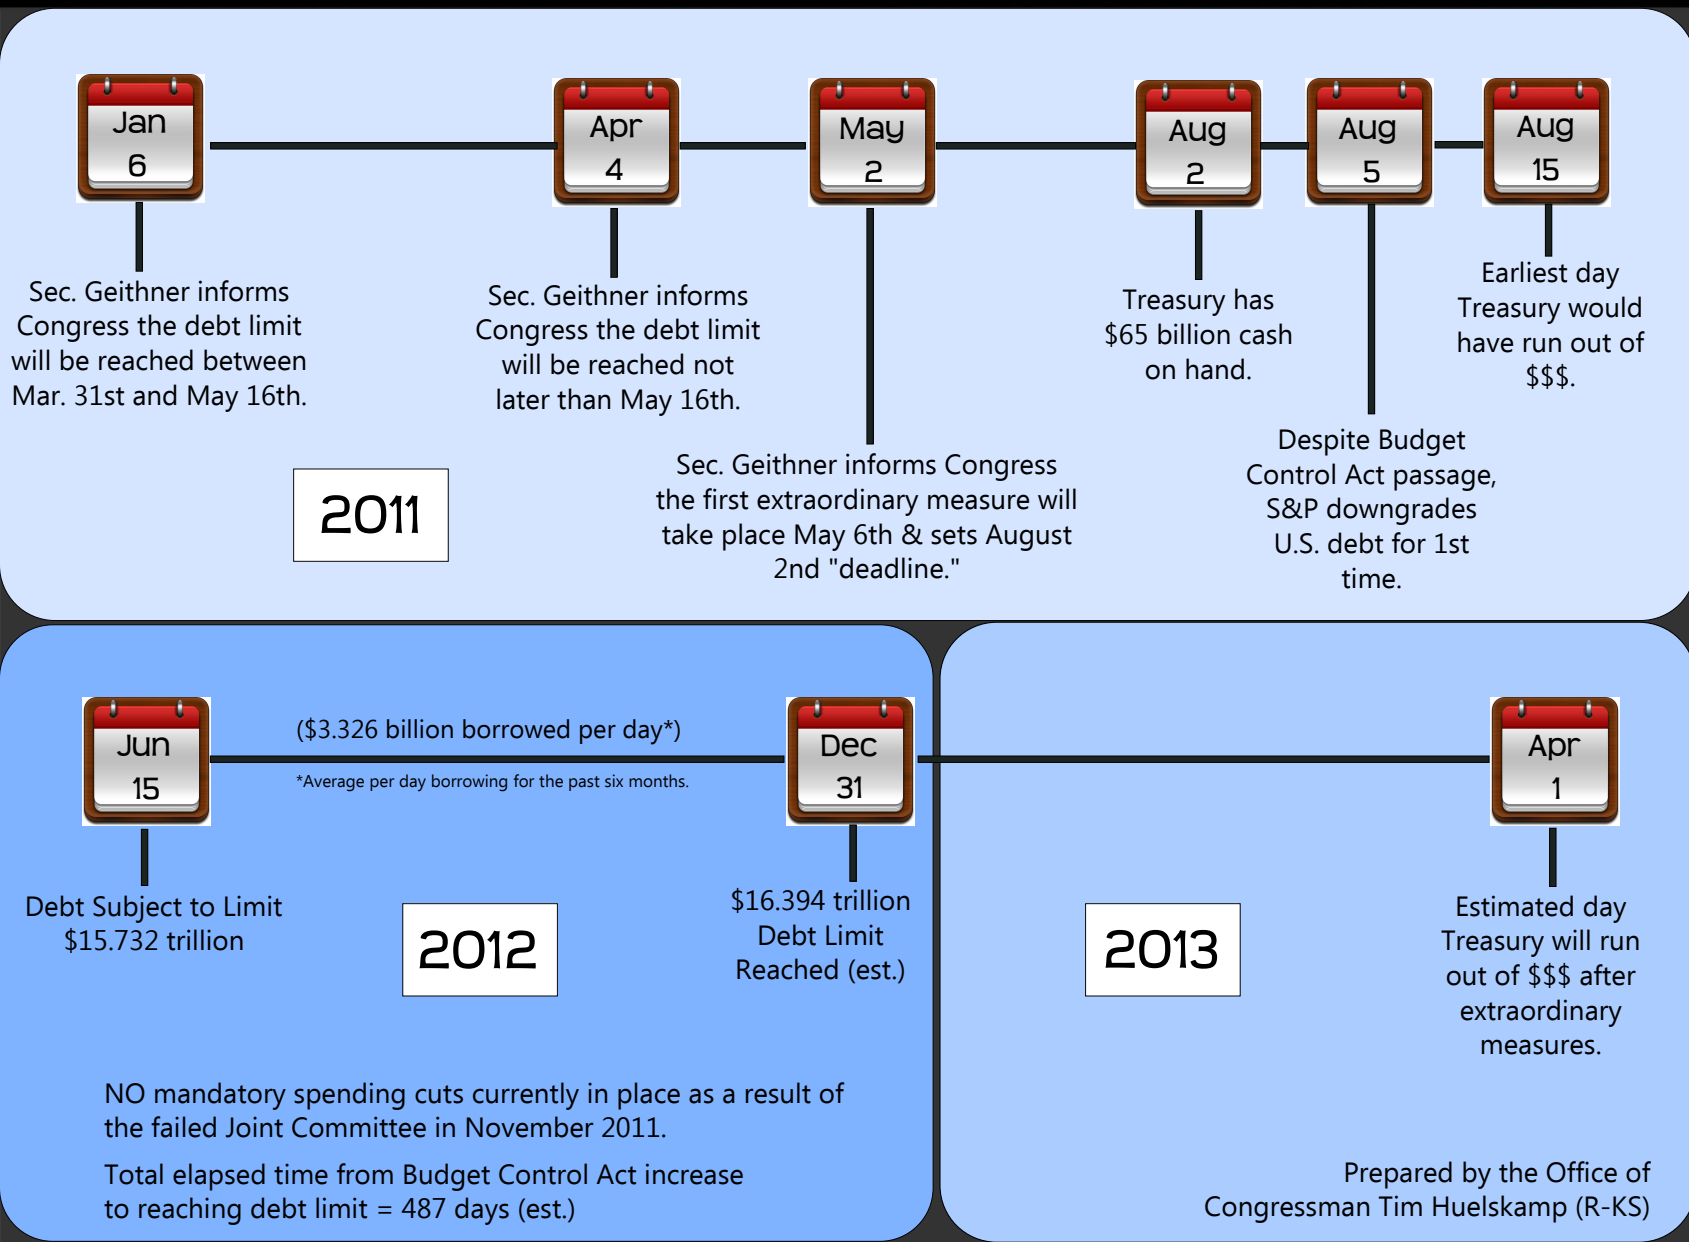 Jan
6
Apr
4
May
2
Aug
2
Aug
5
Aug
15
Sec. Geithner informs
Congress the debt limit
will be reached between
Mar. 31st and May 16th.
Sec. Geithner informs
Congress the debt limit
will be reached not
later than May 16th.
Sec. Geithner informs Congress
the first extraordinary measure will
take place May 6th & sets August
2nd "deadline."
Treasury has
$65 billion cash
on hand.
Despite Budget
Control Act passage,
S&P downgrades
U.S. debt for 1st
time.
Earliest day
Treasury would
have run out of
$$$.
2011
Jun
15
($3.326 billion borrowed per day*)
*Average per day borrowing for the past six months.
Dec
31
Debt Subject to Limit
$15.732 trillion
2012
$16.394 trillion
Debt Limit
Reached (est.)
NO mandatory spending cuts currently in place as a result of
the failed Joint Committee in November 2011.
Total elapsed time from Budget Control Act increase
to reaching debt limit = 487 days (est.)
Apr
1
2013
Estimated day
Treasury will run
out of $$$ after
extraordinary
measures.
Prepared by the Office of
Congressman Tim Huelskamp (R-KS)